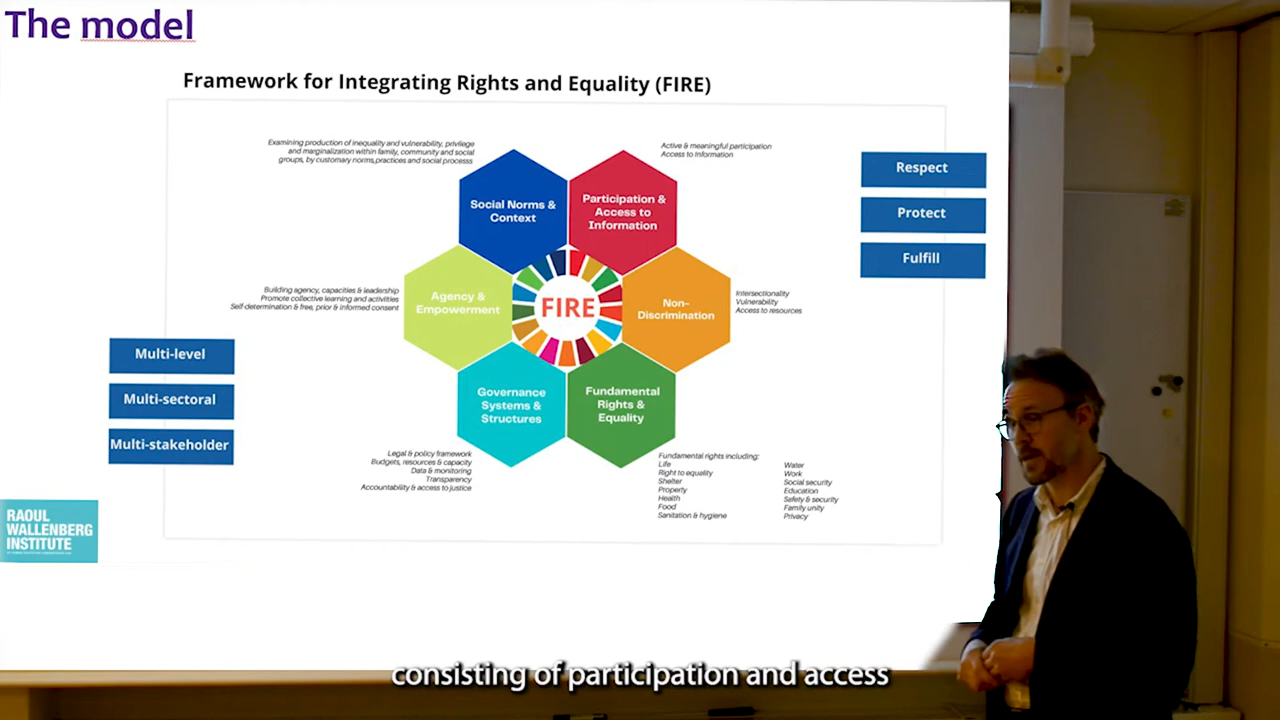 The model
Framework for Integrating Rights and Equality (FIRE)
Examining production of inequality and vulnerability, privilege
and marginalization within family, community and social
groups, by customary norms,practices and social processs
Active & meaningful participation
Access to Information
Respect
Protect
Fulfill
Social Norms &
Context
Participation &
Access to
Information
Building agency, capacities & leadership
Promote collective learning and activities
Self-determination & free, prior & informed consent
Agency &
Empowerment
FIRE
Non-
Discrimination
Intersectionality
Vulnerability
Access to resources
Multi-level
Multi-sectoral
Multi-stakeholder
Governance
Systems &
Structures
Fundamental
Rights &
Equality
Legal & policy framework
Budgets, resources & capacity
Data & monitoring
Transparency
Accountability & access to justice
Fundamental rights including:
Life
Right to equality
Shelter
Property
Health
Food
Sanitation & hygiene
Water
Work
Social security
Education
Safety & security
Family unity
Privacy
RAOUL
WALLENBERG
INSTITUTE
consisting of participation and access